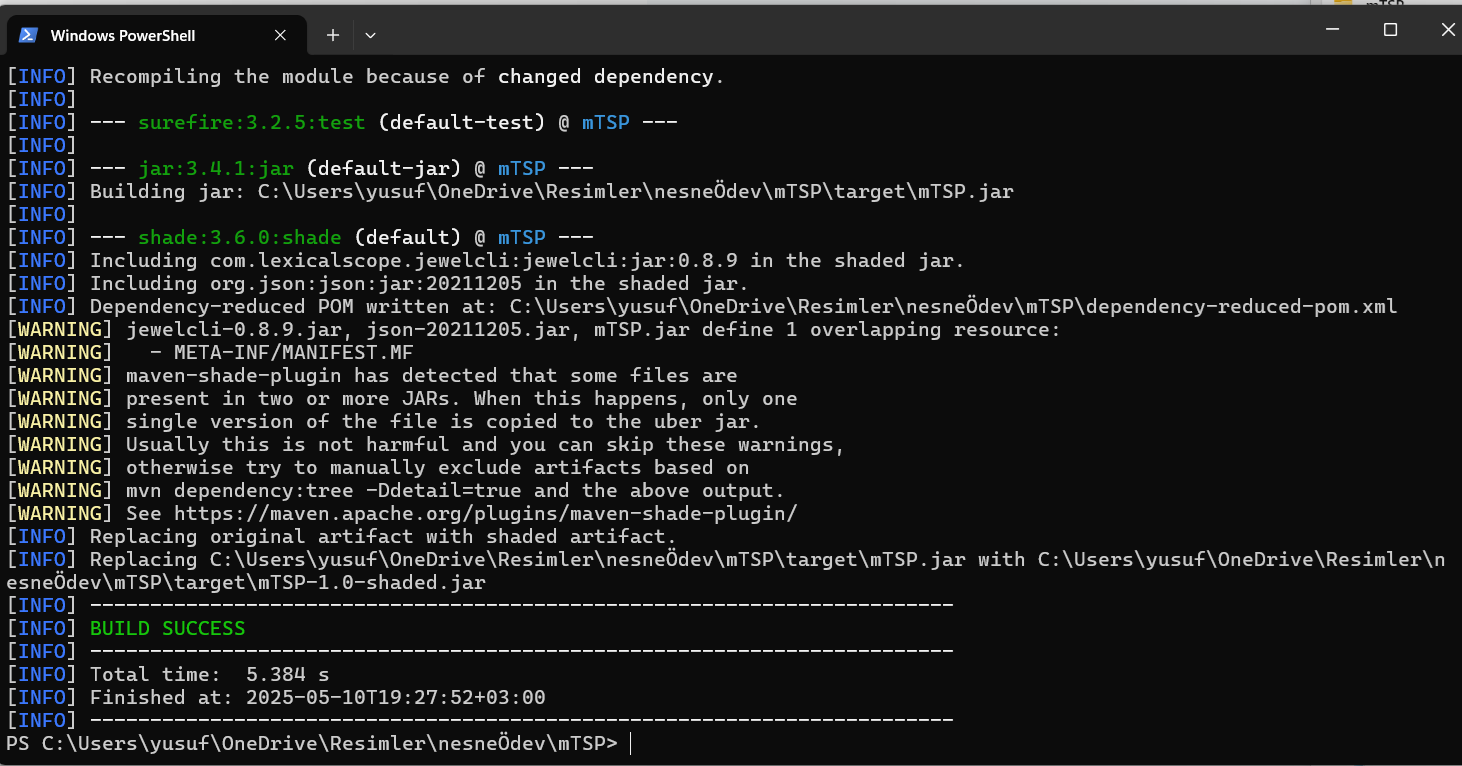 mTSP
Windows PowerShell
[INFO] Recompiling the module because of changed dependency.
[INFO]
[INFO] --- surefire:3.2.5:test (default-test) @ mTSP ---
[INFO]
[INFO] --- jar:3.4.1:jar (default-jar) @ mTSP ---
[INFO] Building jar: C:\Users\yusuf\OneDrive\Resimler\nesneÖdev\mTSP\target\mTSP.jar
[INFO]
[INFO] --- shade:3.6.0:shade (default) @ mTSP ---
[INFO] Including com.lexicalscope.jewelcli:jewelcli:jar:0.8.9 in the shaded jar.
[INFO] Including org.json:json:jar:20211205 in the shaded jar.
[INFO] Dependency-reduced POM written at: C:\Users\yusuf\OneDrive\Resimler\nesneÖdev\mTSP\dependency-reduced-pom.xml
[WARNING] jewelcli-0.8.9.jar, json-20211205.jar, mTSP.jar define 1 overlapping resource:
[WARNING]   - META-INF/MANIFEST.MF
[WARNING] maven-shade-plugin has detected that some files are
[WARNING] present in two or more JARs. When this happens, only one
[WARNING] single version of the file is copied to the uber jar.
[WARNING] Usually this is not harmful and you can skip these warnings,
[WARNING] otherwise try to manually exclude artifacts based on
[WARNING] mvn dependency:tree -Ddetail=true and the above output.
[WARNING] See https://maven.apache.org/plugins/maven-shade-plugin/
[INFO] Replacing original artifact with shaded artifact.
[INFO] Replacing C:\Users\yusuf\OneDrive\Resimler\nesneÖdev\mTSP\target\mTSP.jar with C:\Users\yusuf\OneDrive\Resimler\n
esneÖdev\mTSP\target\mTSP-1.0-shaded.jar
[INFO] ------------------------------------------------------------------------
[INFO] BUILD SUCCESS
[INFO] ------------------------------------------------------------------------
[INFO] Total time:  5.384 s
[INFO] Finished at: 2025-05-10T19:27:52+03:00
[INFO] ------------------------------------------------------------------------
PS C:\Users\yusuf\OneDrive\Resimler\nesneÖdev\mTSP>